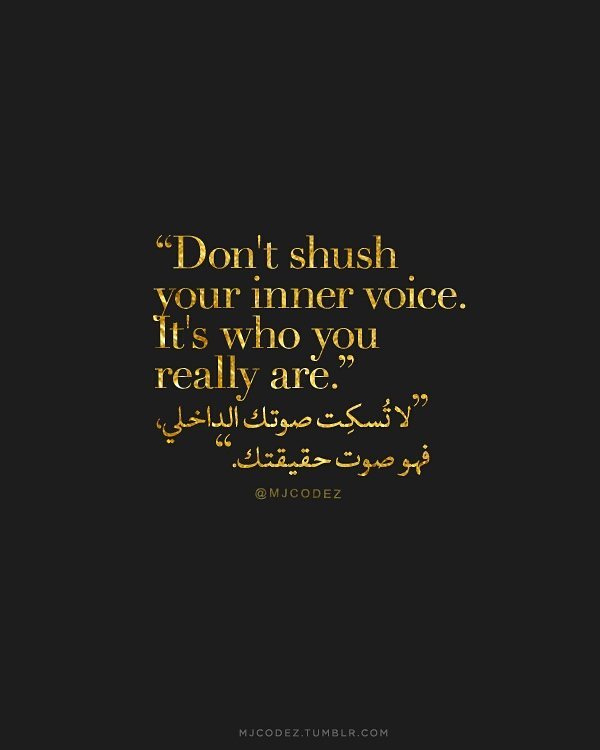 “Don't shush
your inner voice.
It's who you
really are.”
”لا تُسكِت صوتك الداخلي،
فهو صوت حقيقتك.“
@MJCODEZ
MJCODEZ.TUMBLR.COM